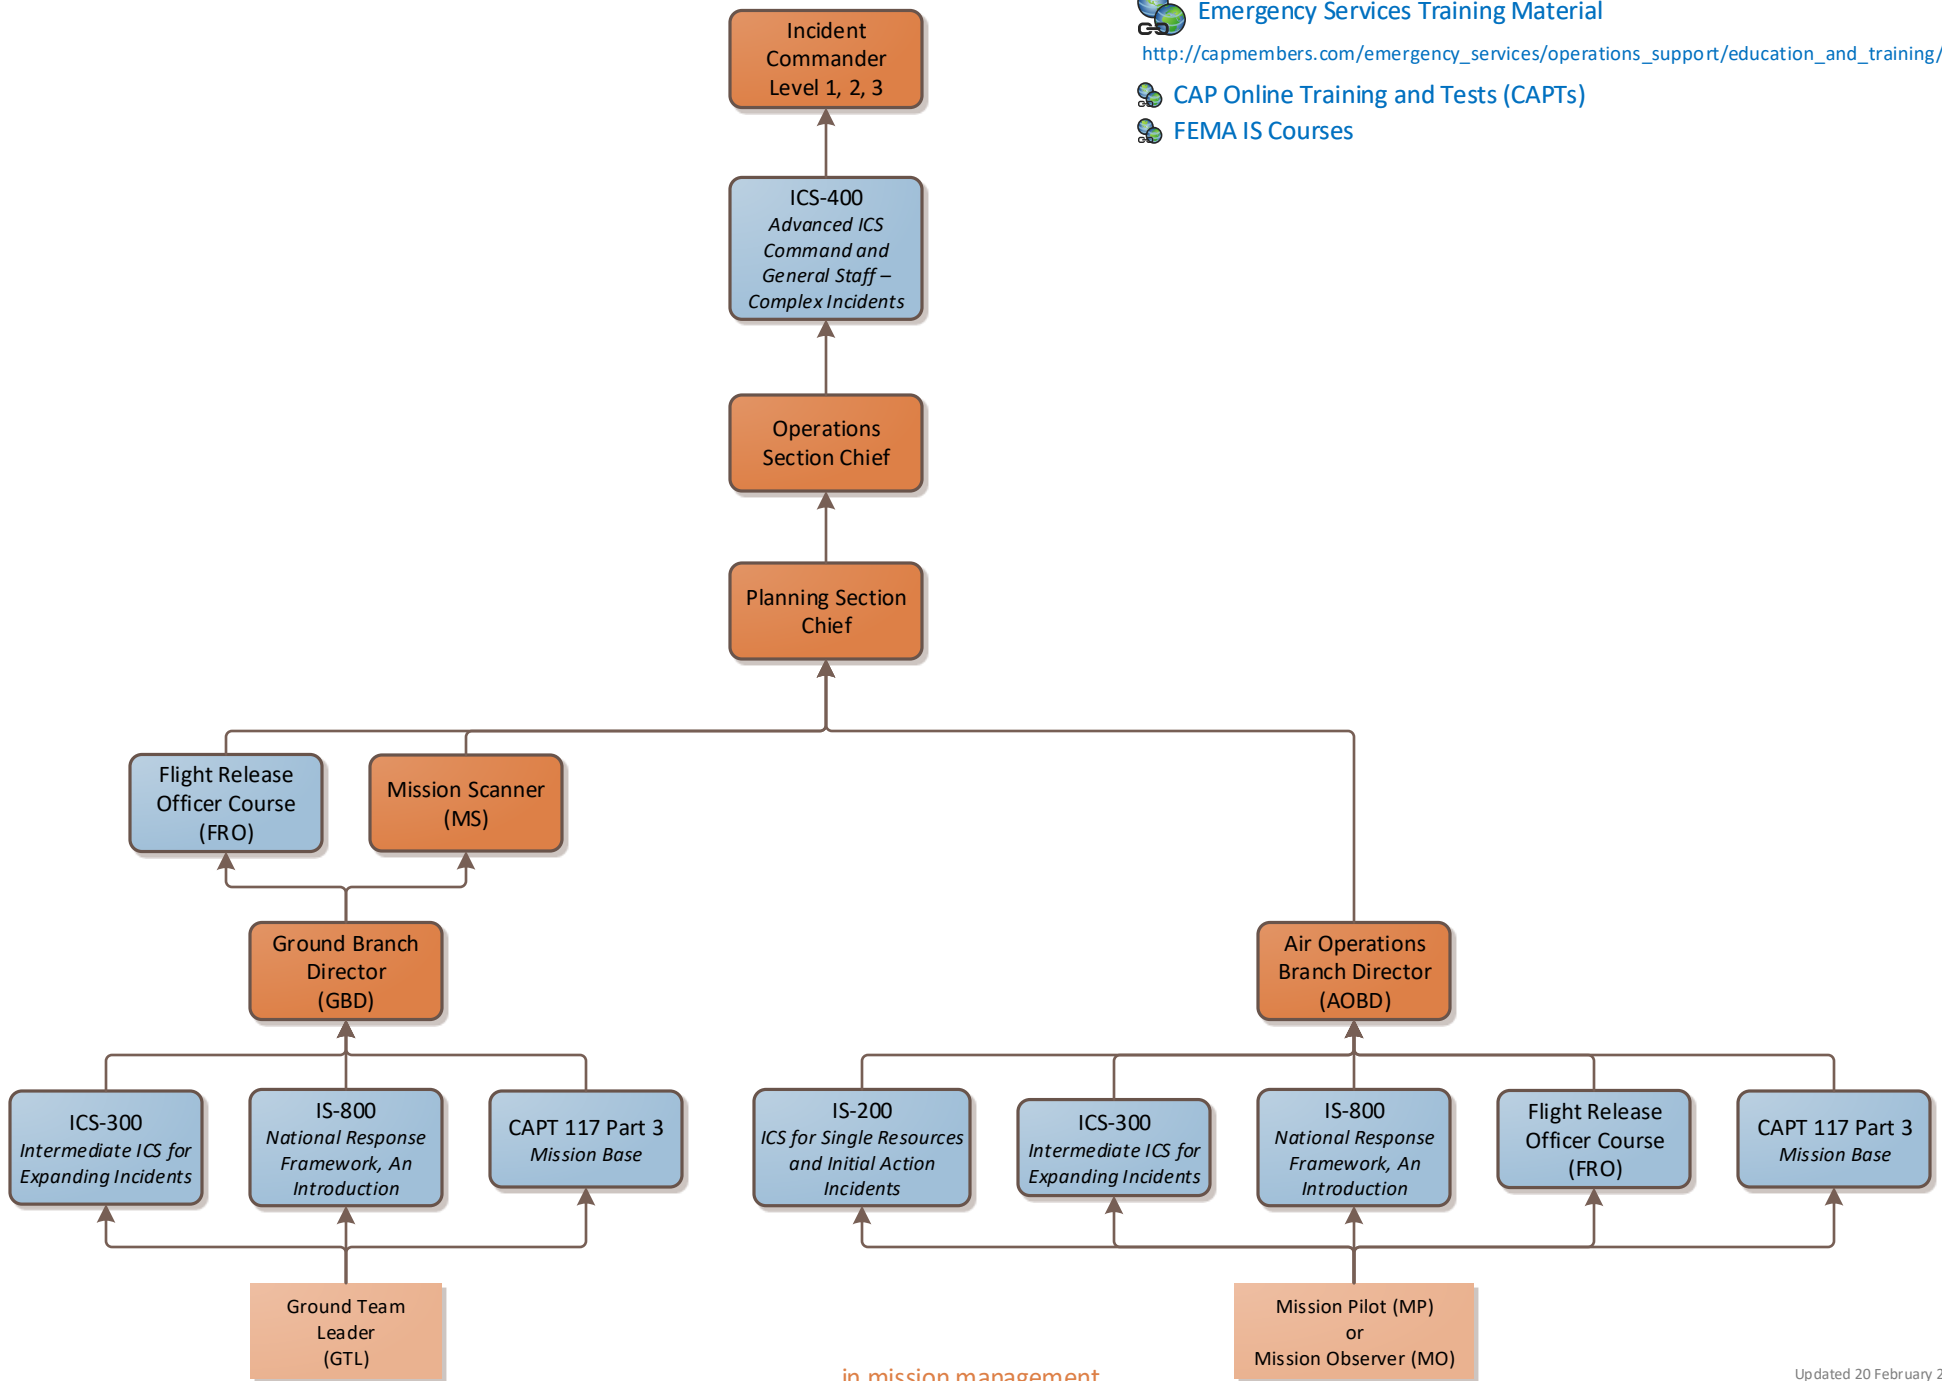 Incident
Commander
Level 1, 2, 3
Emergency Services Training Material
http://capmembers.com/emergency_services/operations_support/education_and_training/
CAP Online Training and Tests (CAPTs)
FEMA IS Courses
ICS-400
Advanced ICS
Command and
General Staff –
Complex Incidents
Operations
Section Chief
Planning Section
Chief
Flight Release
Officer Course
(FRO)
Mission Scanner
(MS)
Ground Branch
Director
(GBD)
Air Operations
Branch Director
(AOBD)
ICS-300
Intermediate ICS for
Expanding Incidents
IS-800
National Response
Framework, An
Introduction
CAPT 117 Part 3
Mission Base
IS-200
ICS for Single Resources
and Initial Action
Incidents
ICS-300
Intermediate ICS for
Expanding Incidents
IS-800
National Response
Framework, An
Introduction
Flight Release
Officer Course
(FRO)
CAPT 117 Part 3
Mission Base
Ground Team
Leader
(GTL)
Mission Pilot (MP)
or
Mission Observer (MO)
in mission management
Updated 20 February 2